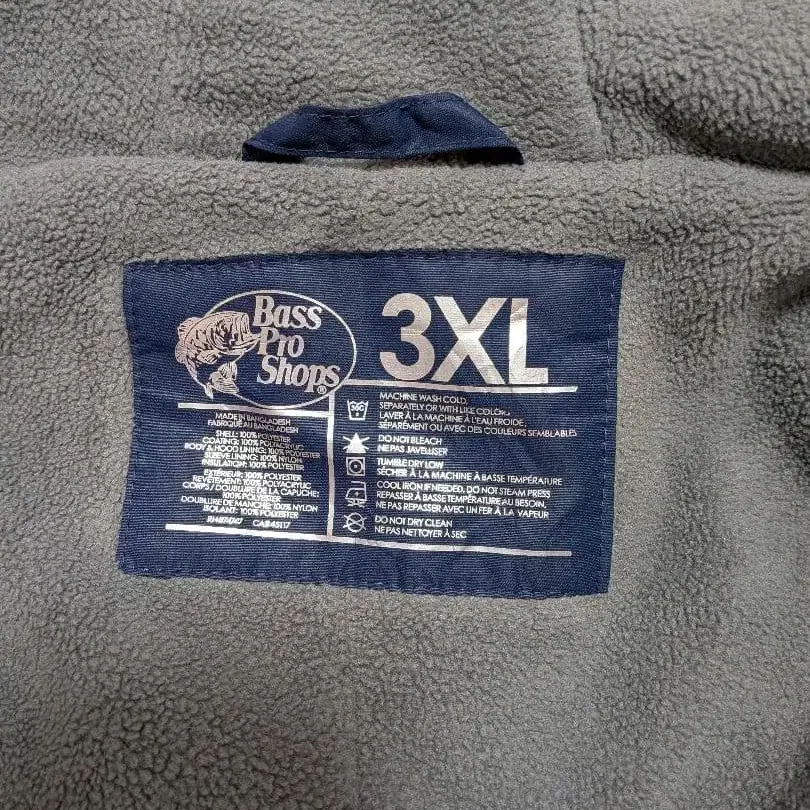 Bass
Pro
Shops®
3XL
MADE IN BANGLADESH
FABRIQUÉ AU BANGLADESH
SHELL: 100% POLYESTER
COATING: 100% POLYACRYLIC
BODY & HOOD LINING: 100% POLYESTER
SLEEVE LINING: 100% NYLON
INSULATION: 100% POLYESTER
EXTÉRIEUR: 100% POLYESTER
REVÊTEMENT: 100% POLYACRYLIC
CORPS / DOUBLURE DE LA CAPUCHE:
100% POLYESTER
DOUBLURE DE MANCHE: 100% NYLON
ISOLANT: 100% POLYESTER
CA#45117
MACHINE WASH COLD,
SEPARATELY OR WITH LIKE COLORS
LAVER À LA MACHINE À L'EAU FROIDE,
SÉPARÉMENT OU AVEC DES COULEURS SEMBLABLES
DO NOT BLEACH
NE PAS JAVELLISER
TUMBLE DRY LOW
SÉCHER À LA MACHINE À BASSE TEMPÉRATURE
COOL IRON IF NEEDED, DO NOT STEAM PRESS
REPASSER À BASSE TEMPÉRATURE AU BESOIN,
NE PAS REPASSER AVEC UN FER À LA VAPEUR
DO NOT DRY CLEAN
NE PAS NETTOYER À SEC